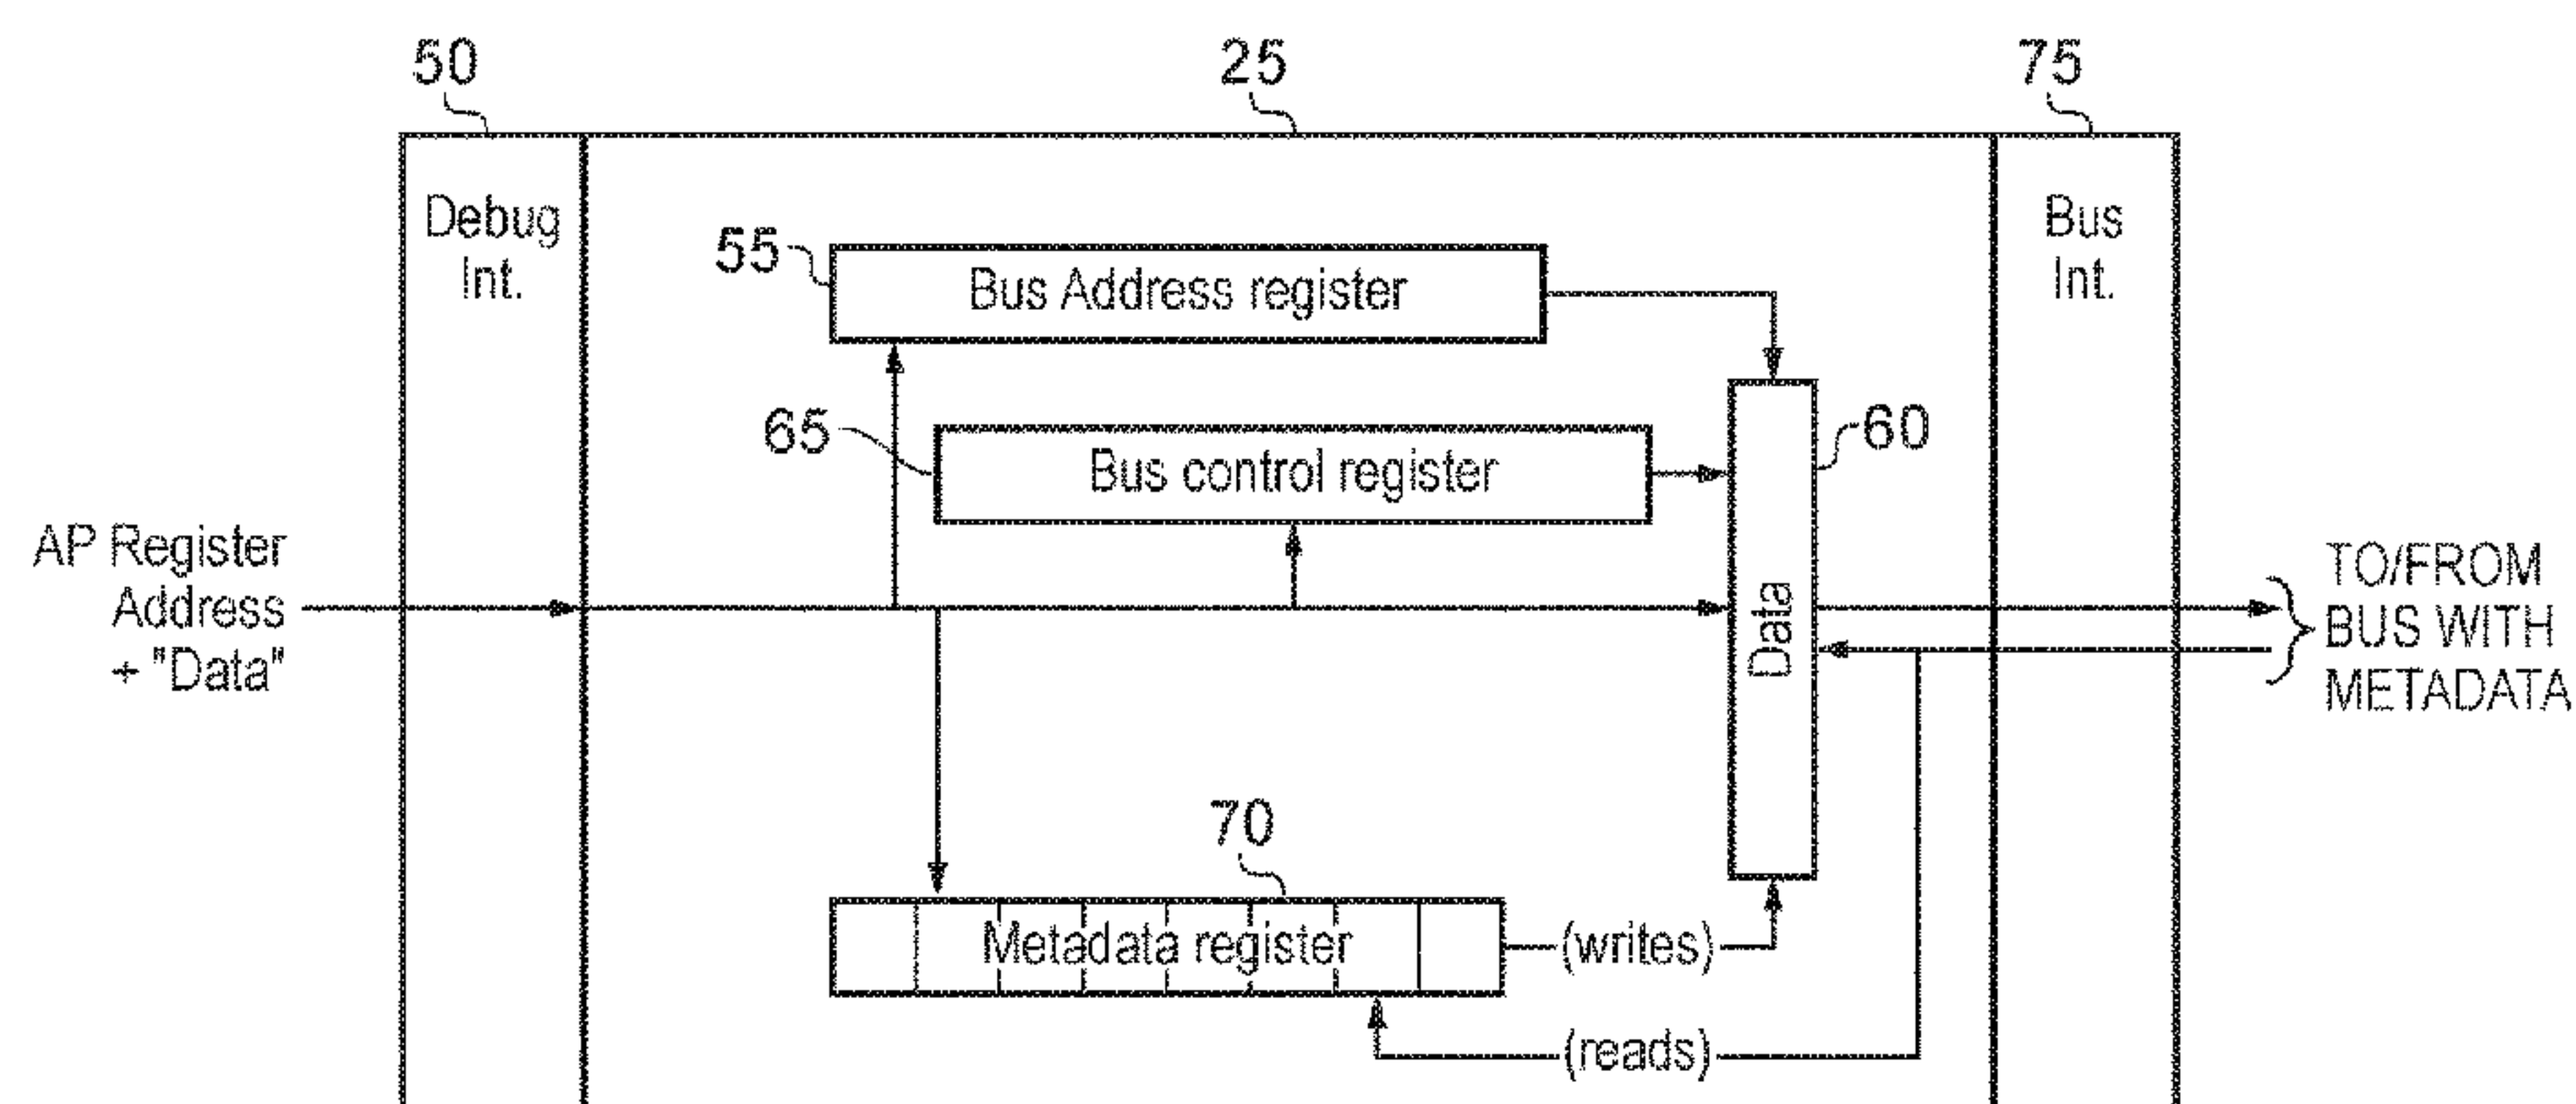 50
25
75
Debug
Int.
Bus
Int.
55
Bus Address register
65
Bus control register
60
AP Register
Address
+ "Data"
Data
TO/FROM
BUS WITH
METADATA
70
Metadata register
(writes)
(reads)